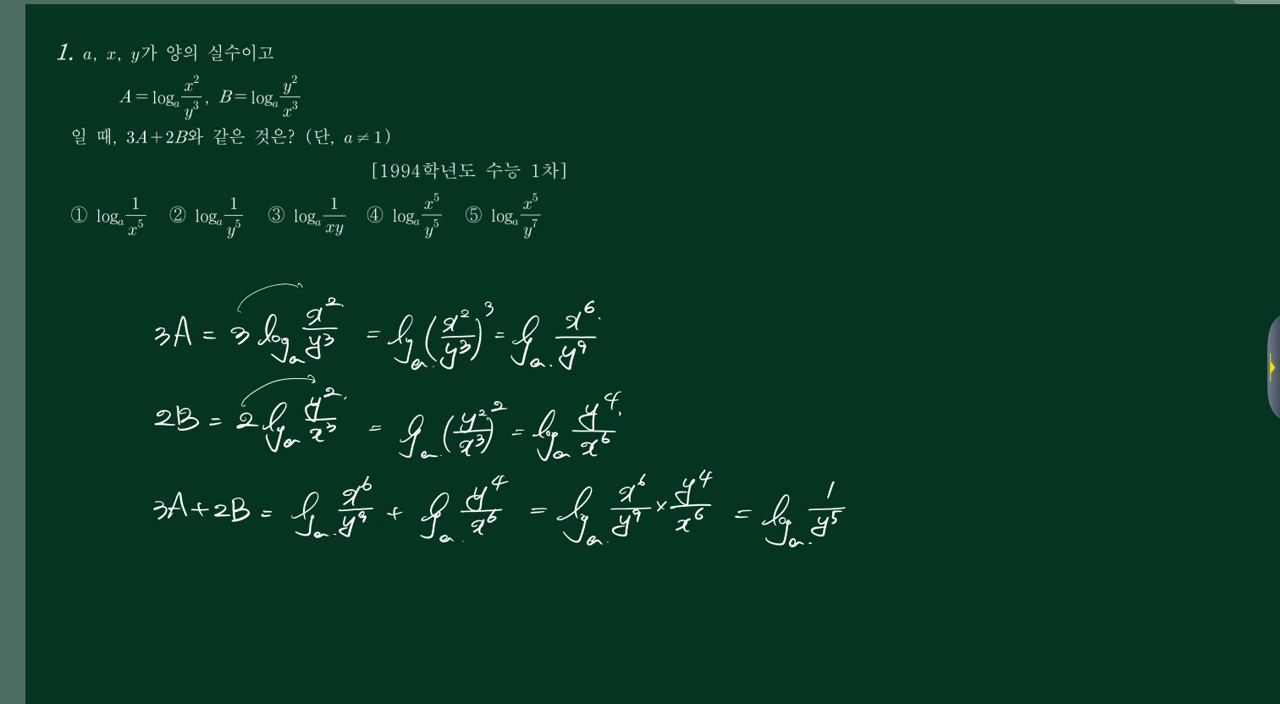 1. a, x, y가 양의 실수이고
A = log_a x²/y³, B = log_a y²/x³
일 때, 3A+2B와 같은 것은? (단, a ≠ 1)
[1994학년도 수능 1차]
① log_a 1/x⁵ ② log_a 1/y⁵ ③ log_a 1/xy ④ log_a x⁵/y⁵ ⑤ log_a x⁵/y⁷
3A = 3 log_a x²/y³ = log_a (x²/y³)³ = log_a x⁶/y⁹
2B = 2 log_a y²/x³ = log_a (y²/x³)² = log_a y⁴/x⁶
3A+2B = log_a x⁶/y⁹ + log_a y⁴/x⁶ = log_a x⁶/y⁹ × y⁴/x⁶ = log_a 1/y⁵